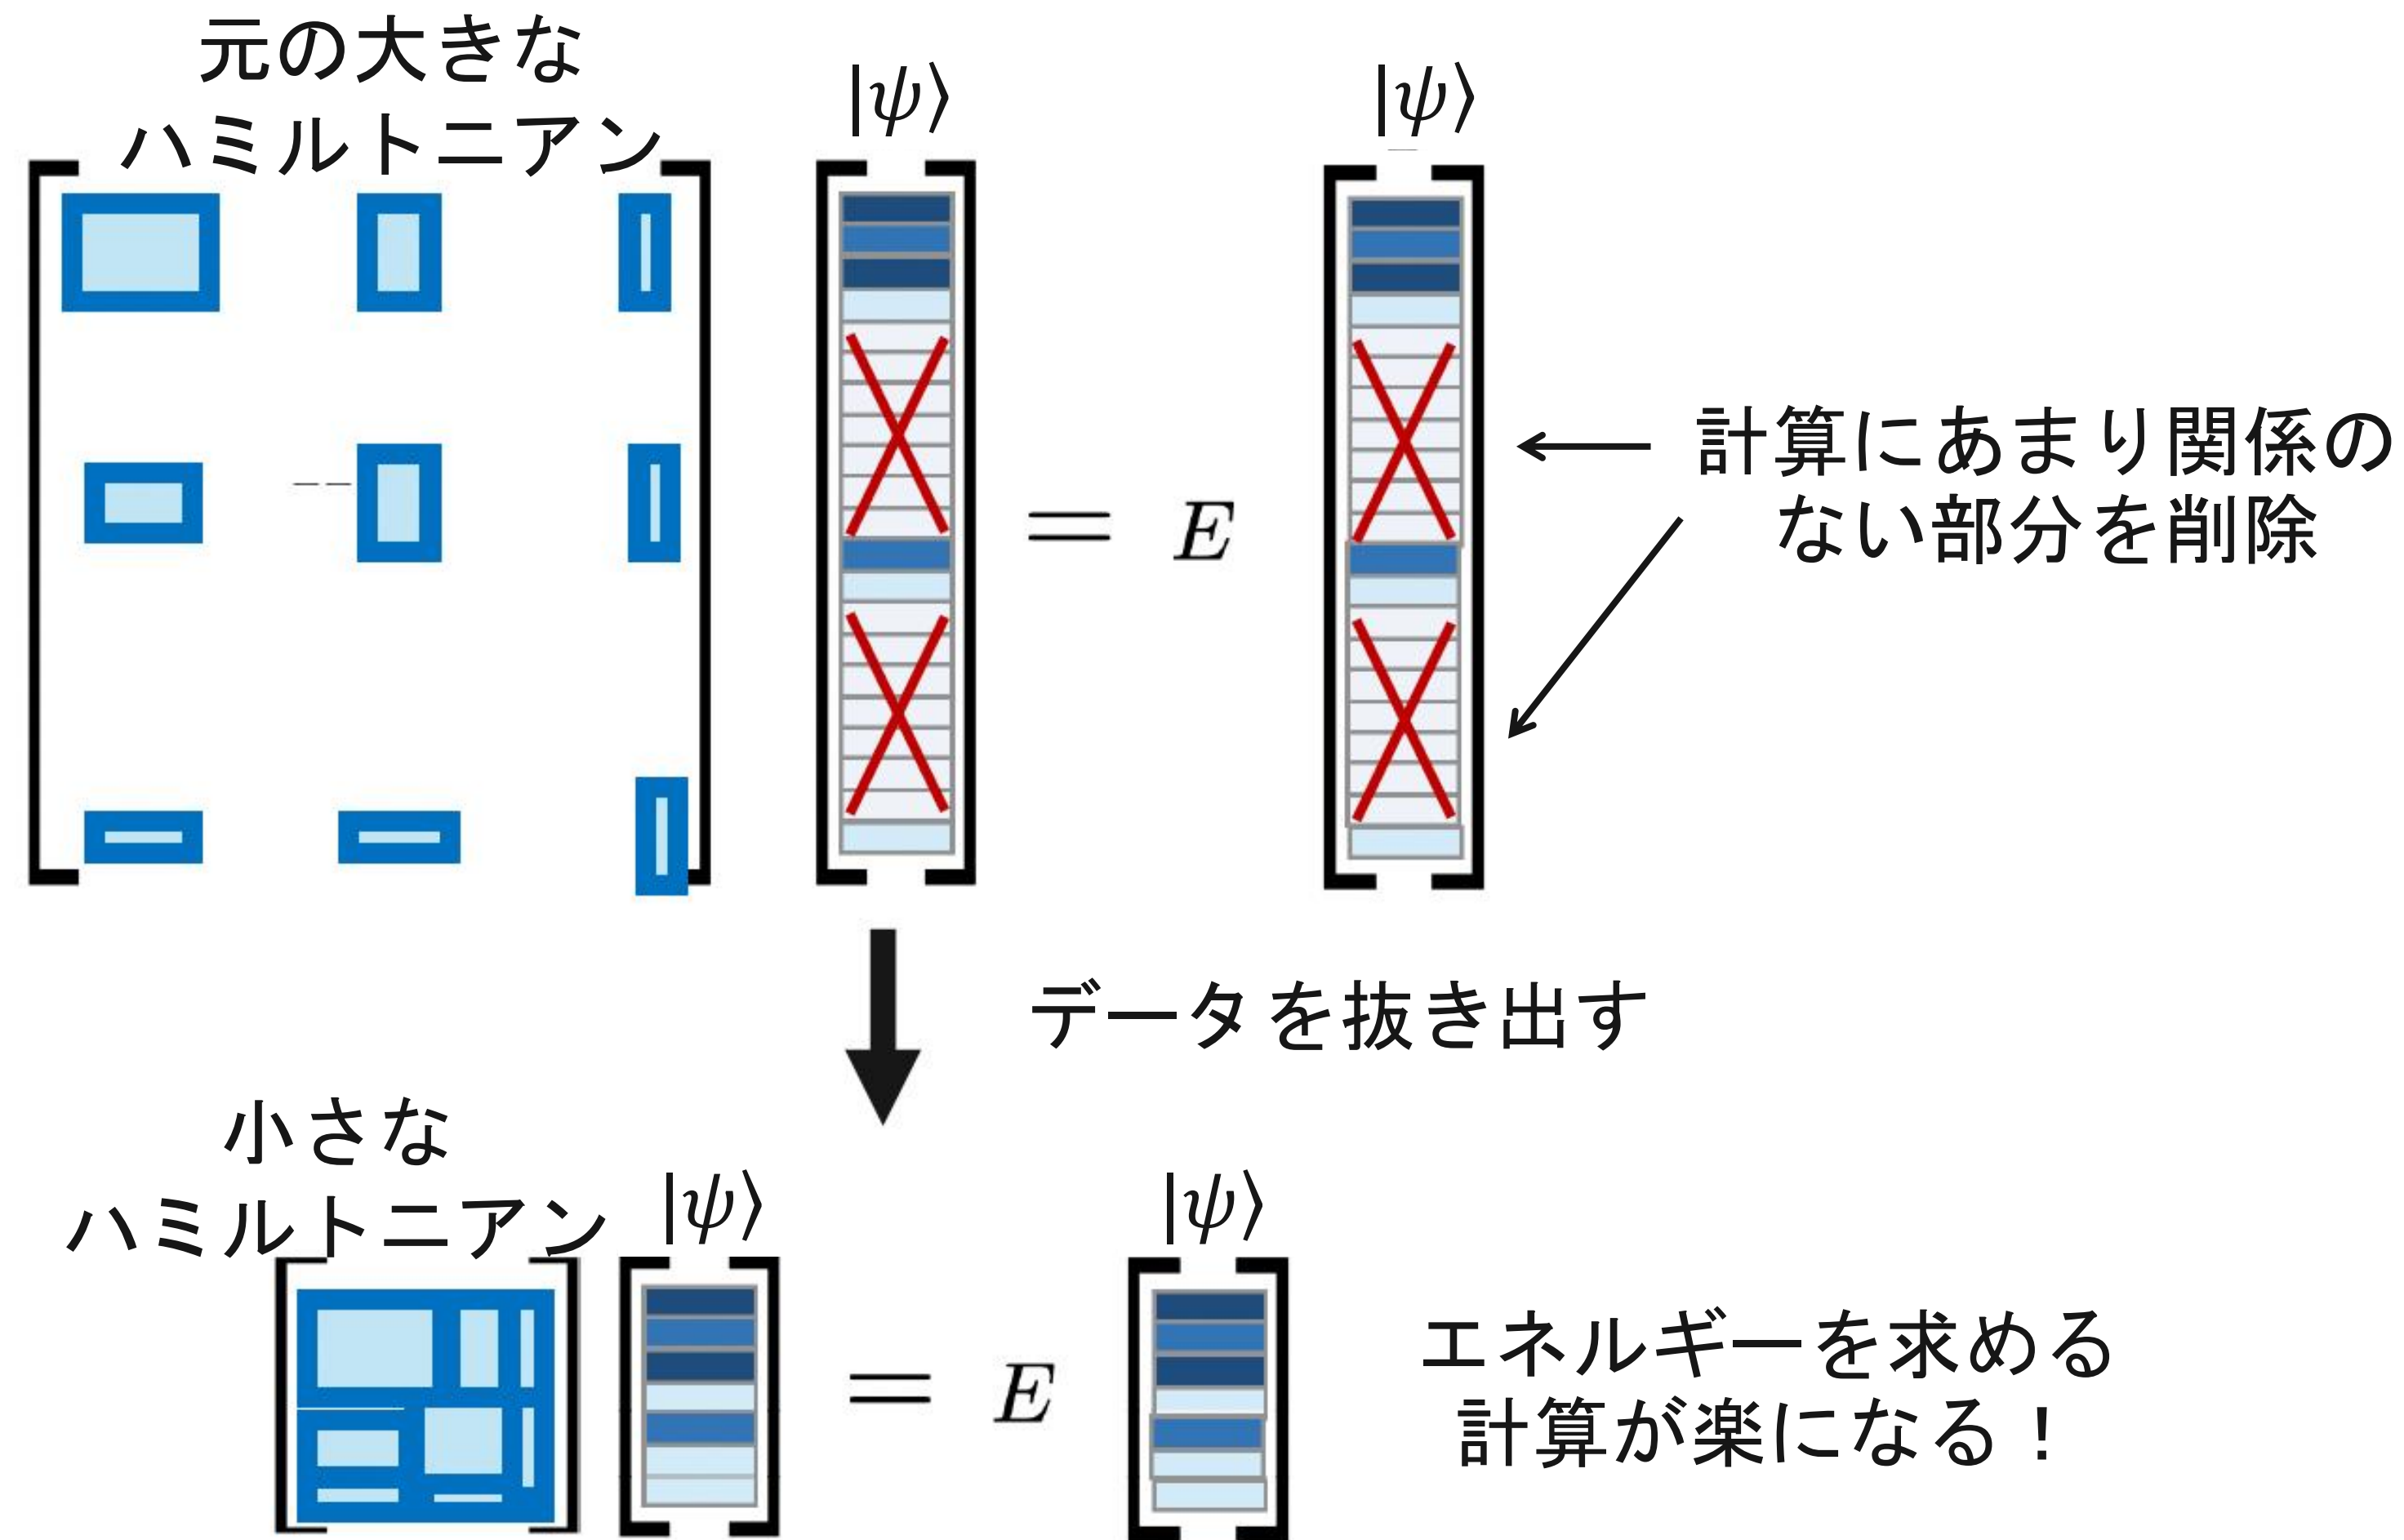 元の大きな
ハミルトニアン
|ψ⟩
|ψ⟩
= E
計算にあまり関係の
ない部分を削除
データを抜き出す
小さな
ハミルトニアン
|ψ⟩
|ψ⟩
= E
エネルギーを求める
計算が楽になる！